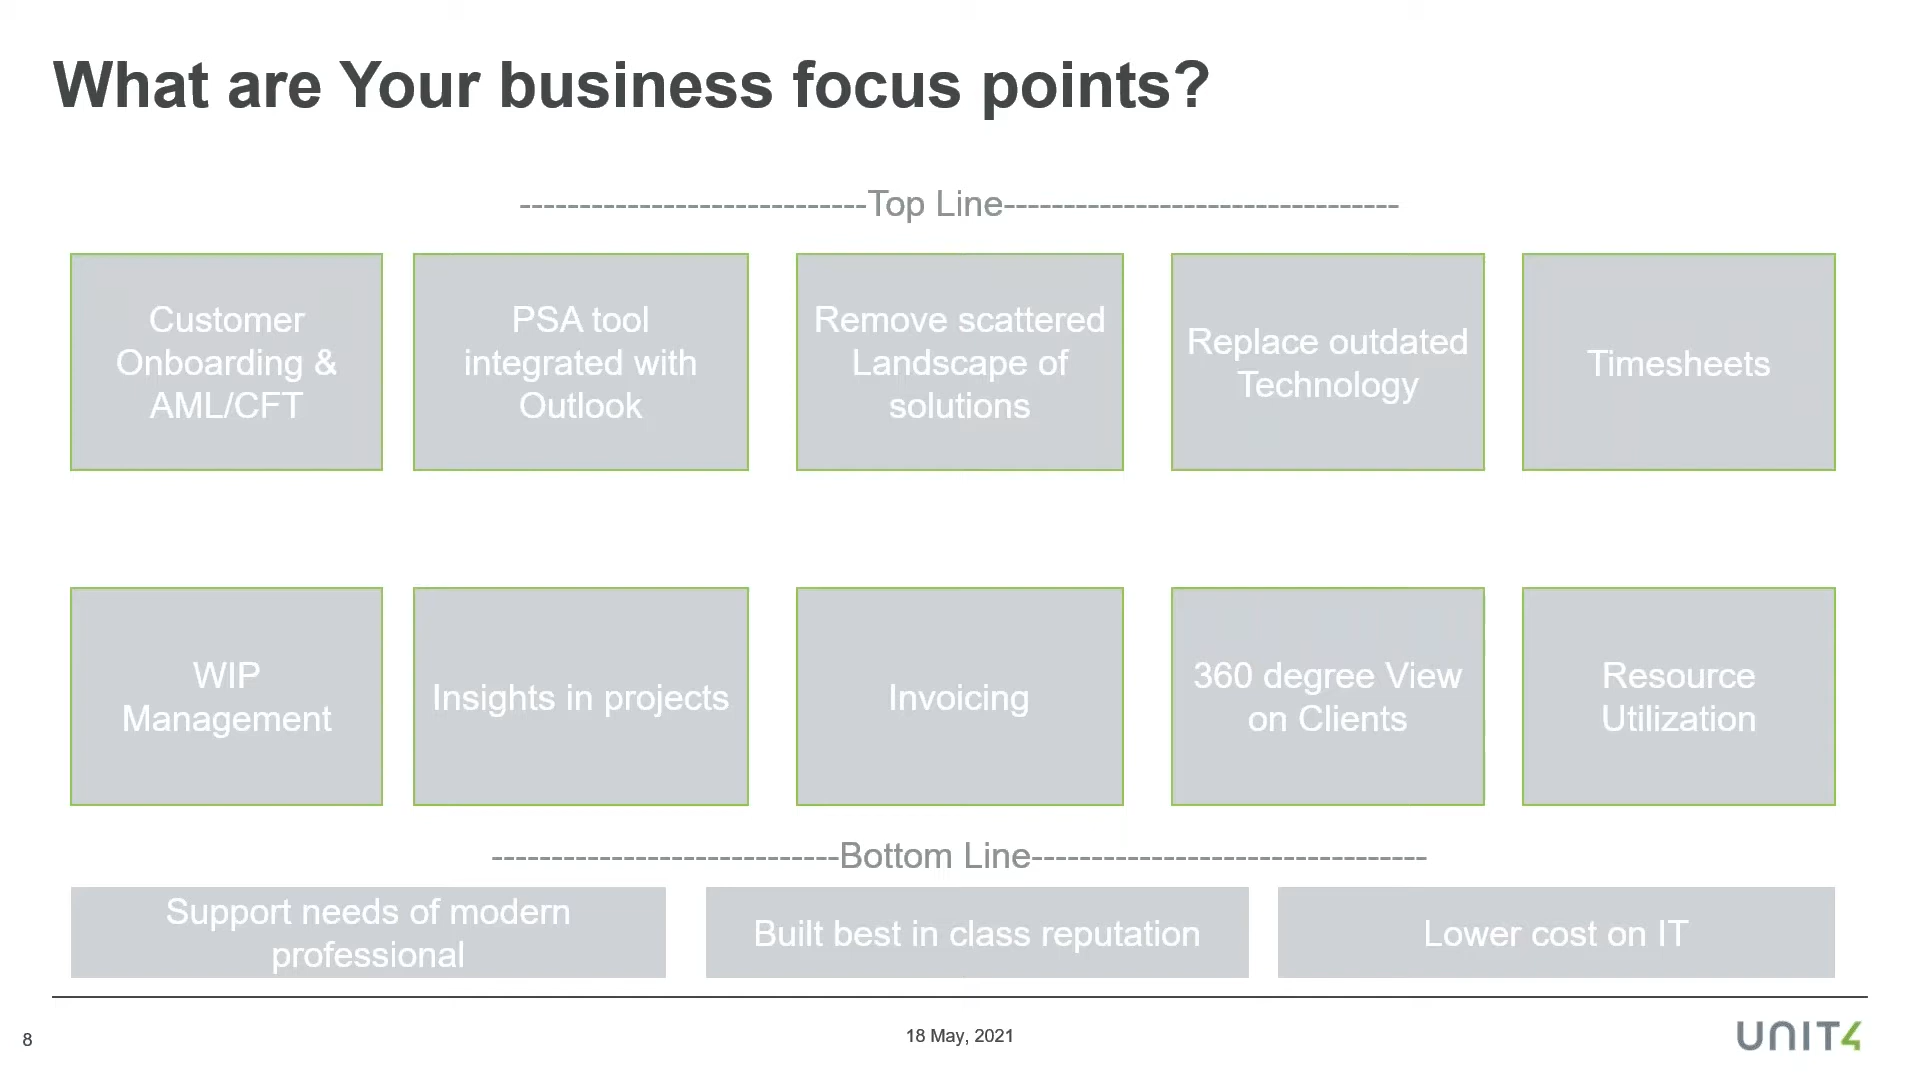 What are Your business focus points?
-----------------------------Top Line---------------------------------
Customer
Onboarding &
AML/CFT
PSA tool
integrated with
Outlook
Remove scattered
Landscape of
solutions
Replace outdated
Technology
Timesheets
WIP
Management
Insights in projects
Invoicing
360 degree View
on Clients
Resource
Utilization
-----------------------------Bottom Line---------------------------------
Support needs of modern
professional
Built best in class reputation
Lower cost on IT
8
18 May, 2021
UNIT4